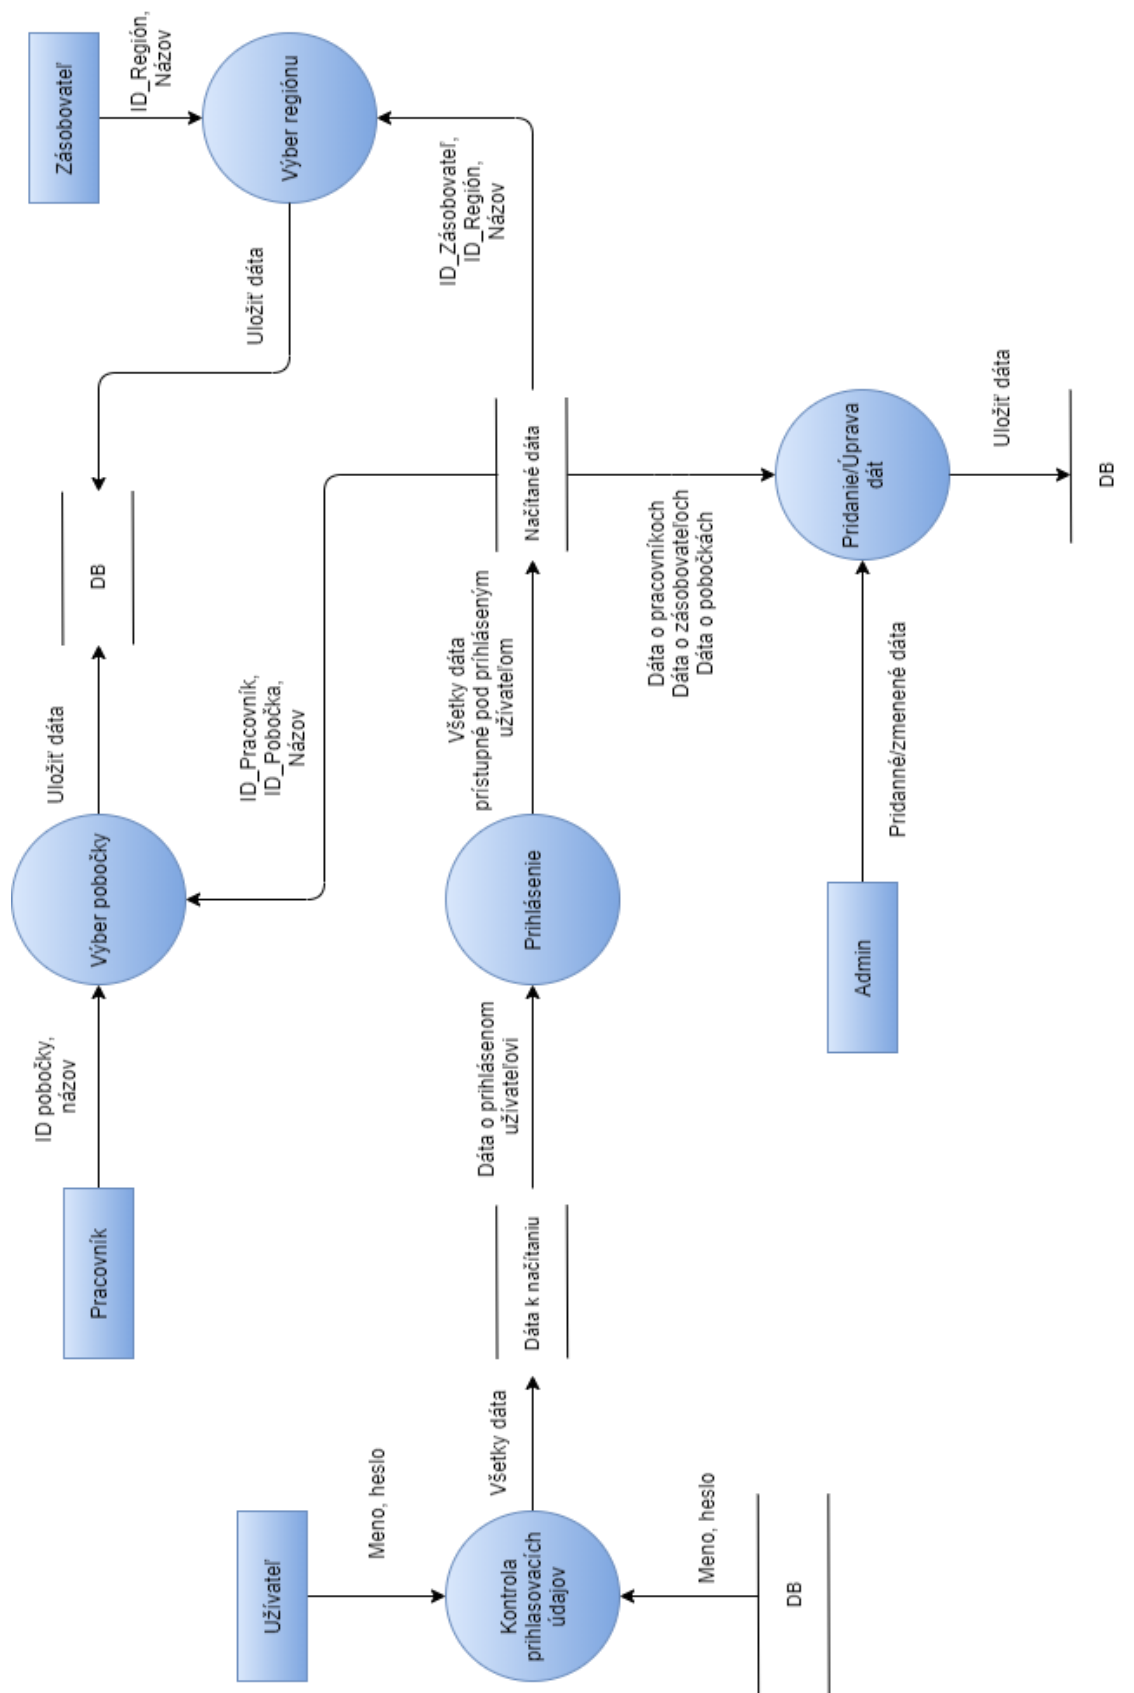 Pracovník
ID pobočky,
názov
Výber pobočky
Uložiť dáta
DB
Uložiť dáta
Zásobovateľ
ID_Región,
Názov
Výber regiónu
Užívateľ
Meno, heslo
Kontrola
prihlasovacích
údajov
Meno, heslo
DB
Všetky dáta
Dáta k načítaniu
Dáta o prihlásenom
užívateľovi
Prihlásenie
Všetky dáta
prístupné pod príhláseným
užívateľom
Načítané dáta
ID_Pracovník,
ID_Pobočka,
Názov
ID_Zásobovateľ,
ID_Región,
Názov
Dáta o pracovníkoch
Dáta o zásobovateľoch
Dáta o pobočkách
Admin
Pridanné/zmenené dáta
Pridanie/Úprava
dát
Uložiť dáta
DB